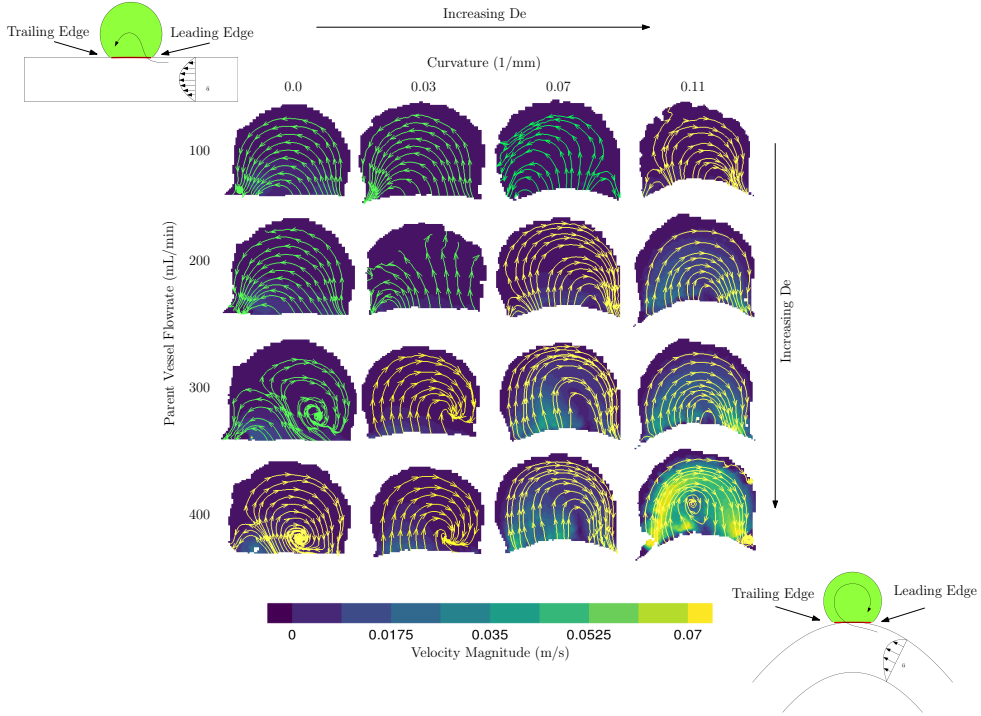 Increasing De
Trailing Edge
Leading Edge
Curvature (1/mm)
0.0 0.03 0.07 0.11
Parent Vessel Flowrate (mL/min)
100
200
300
400
Increasing De
0 0.0175 0.035 0.0525 0.07
Velocity Magnitude (m/s)
Trailing Edge
Leading Edge